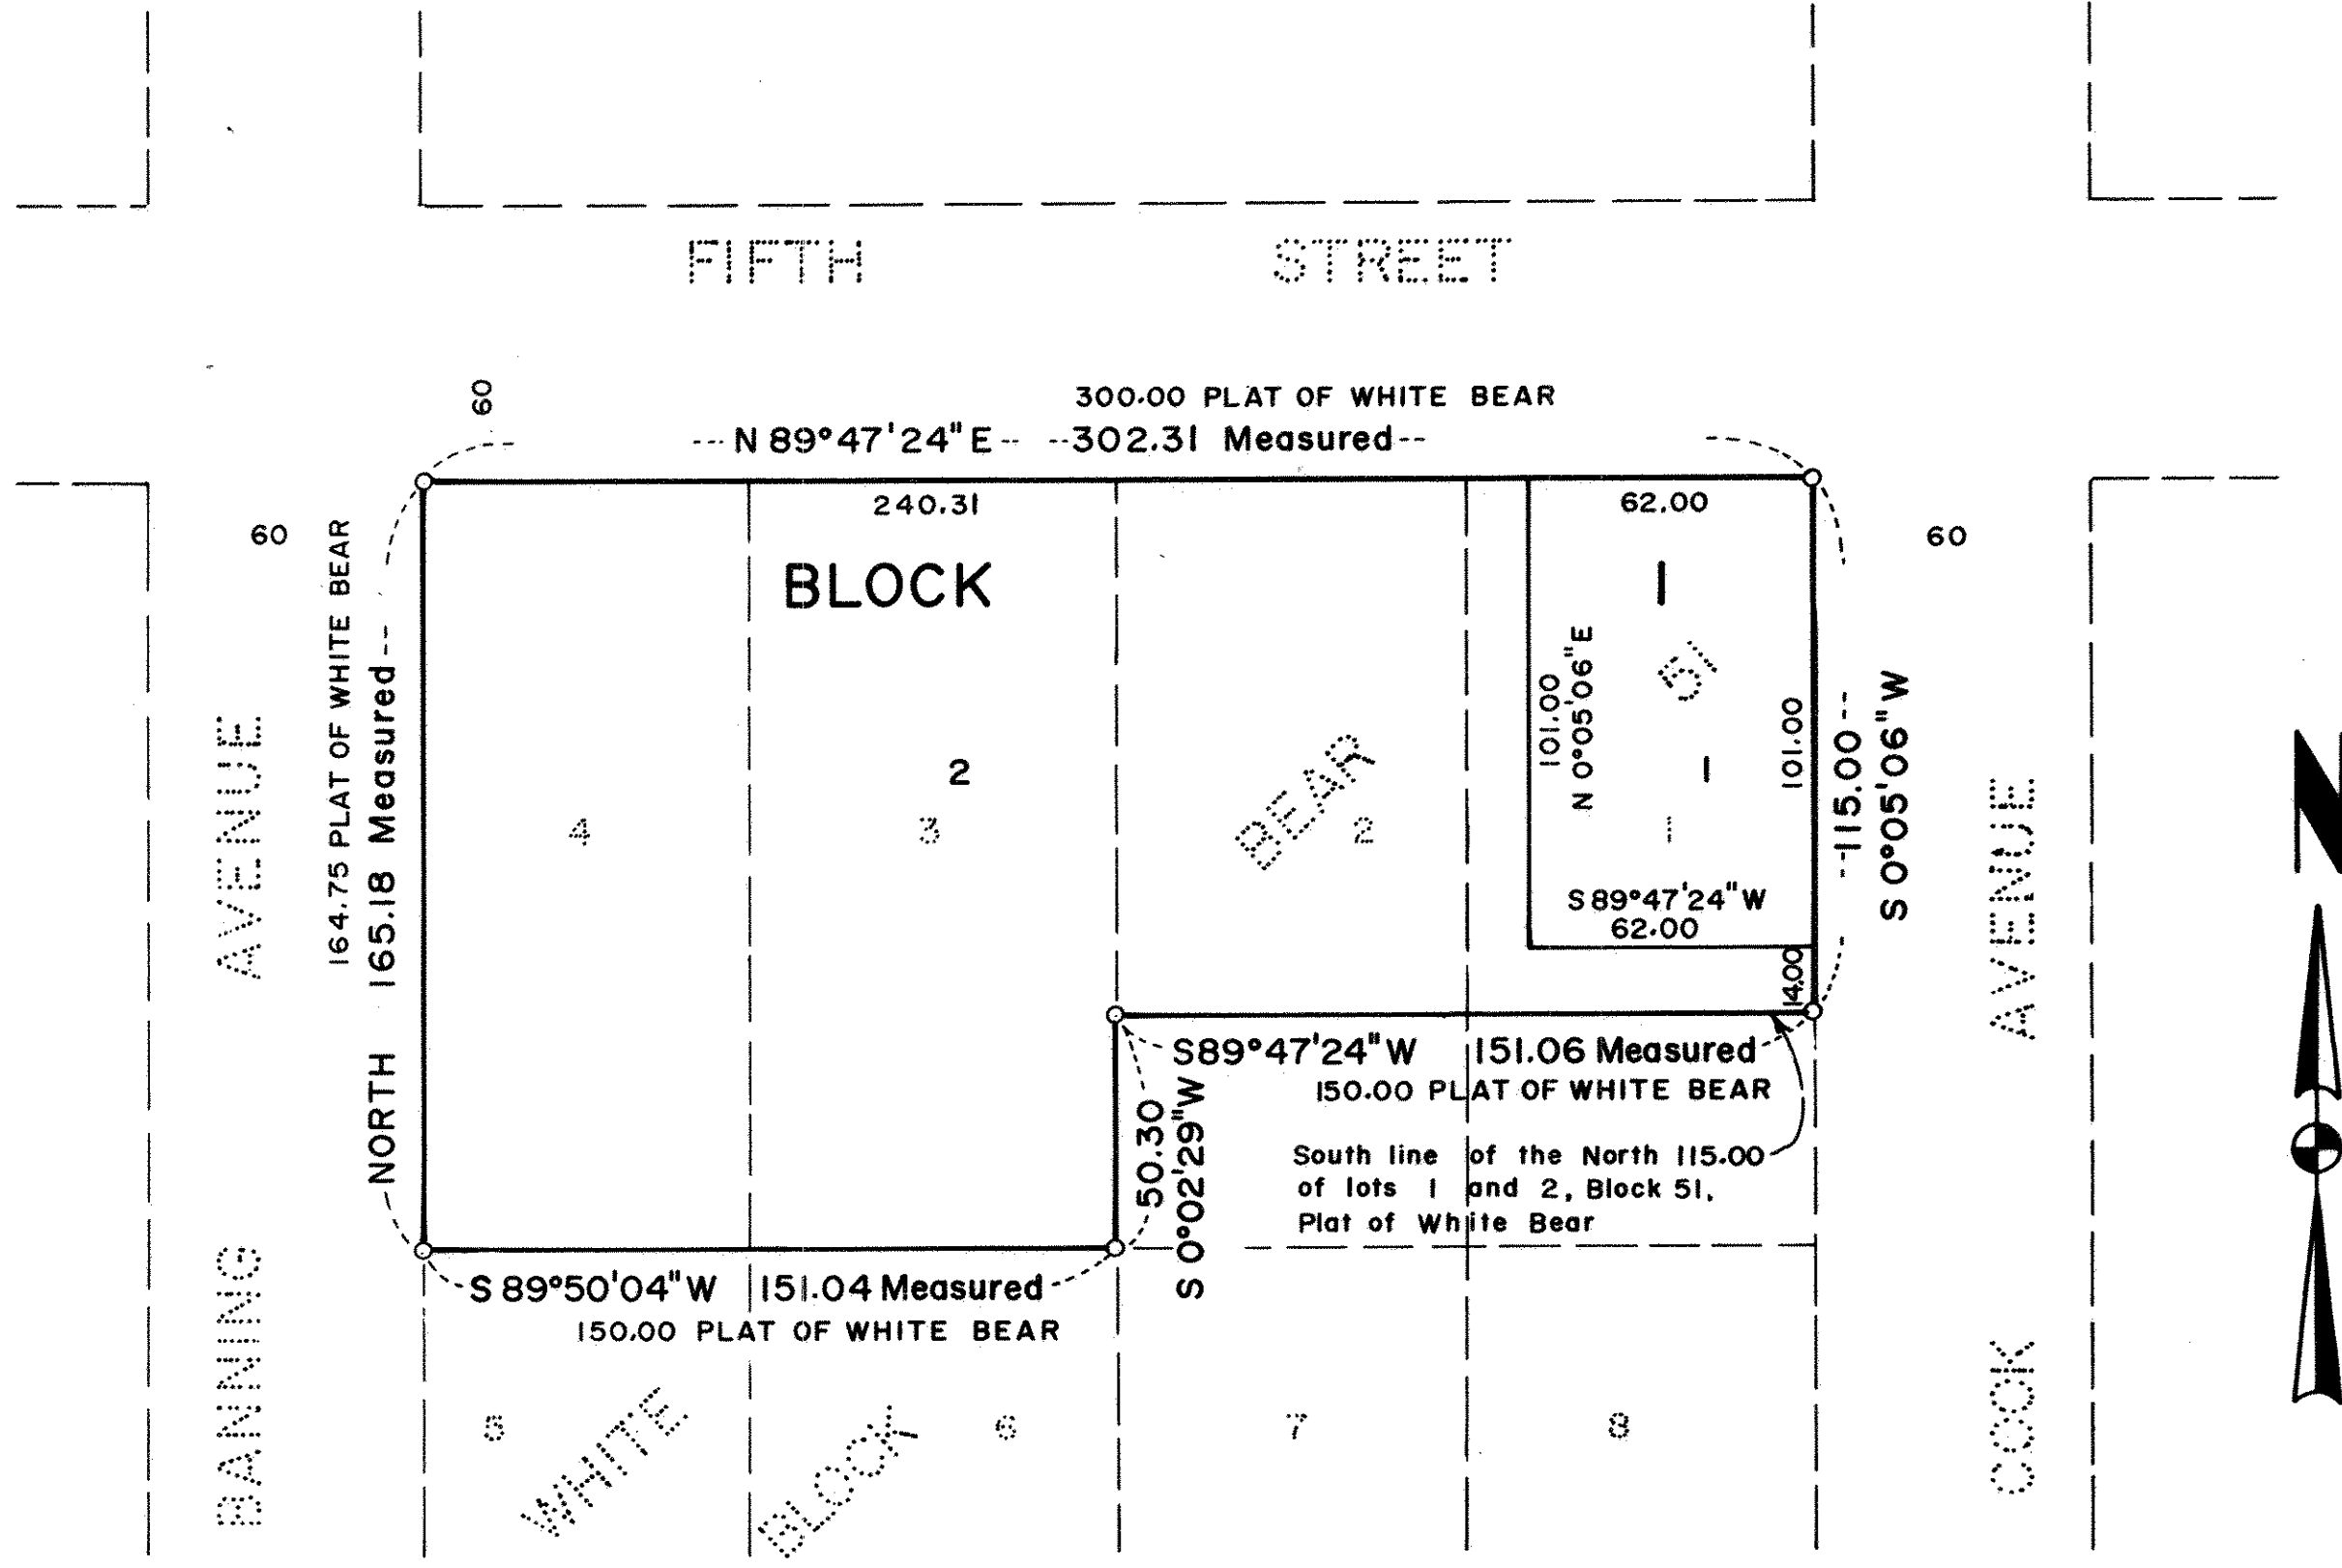 FIFTH STREET
60
300.00 PLAT OF WHITE BEAR
N 89°47'24" E 302.31 Measured
240.31
62.00
60
60
BLOCK 1
164.75 PLAT OF WHITE BEAR
NORTH 165.18 Measured
BANNING AVENUE
4
3
2
BEAR
2
101.00
N 0°05'06" E
51
1
1
101.00
115.00
S 0°05'06" W
S 89°47'24" W
62.00
14.00
COOK AVENUE
N
S 89°47'24" W 151.06 Measured
150.00 PLAT OF WHITE BEAR
50.30
S 0°02'29" W
South line of the North 115.00
of lots 1 and 2, Block 51,
Plat of White Bear
S 89°50'04" W 151.04 Measured
150.00 PLAT OF WHITE BEAR
5
WHITE
BLOCK
6
7
8